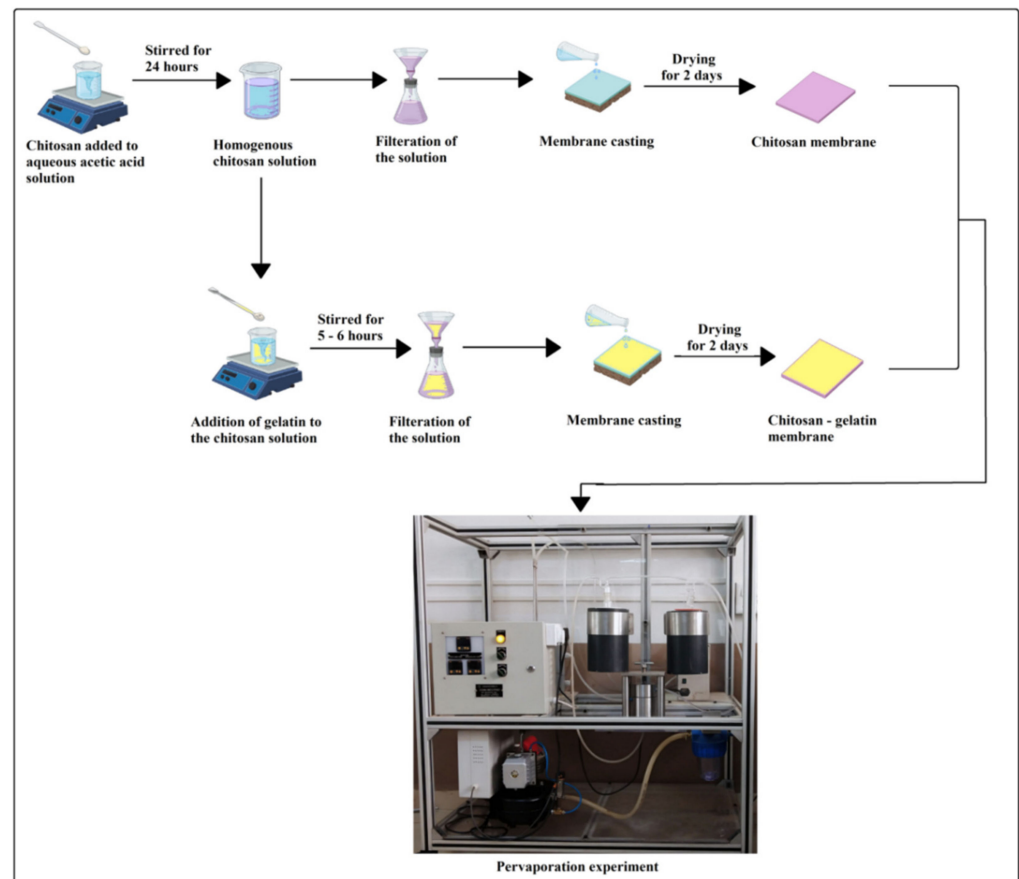 Stirred for
24 hours
Drying
for 2 days
Chitosan added to
aqueous acetic acid
solution
Homogenous
chitosan solution
Filteration of
the solution
Membrane casting
Chitosan membrane
Stirred for
5 - 6 hours
Drying
for 2 days
Addition of gelatin to
the chitosan solution
Filteration of
the solution
Membrane casting
Chitosan - gelatin
membrane
Pervaporation experiment